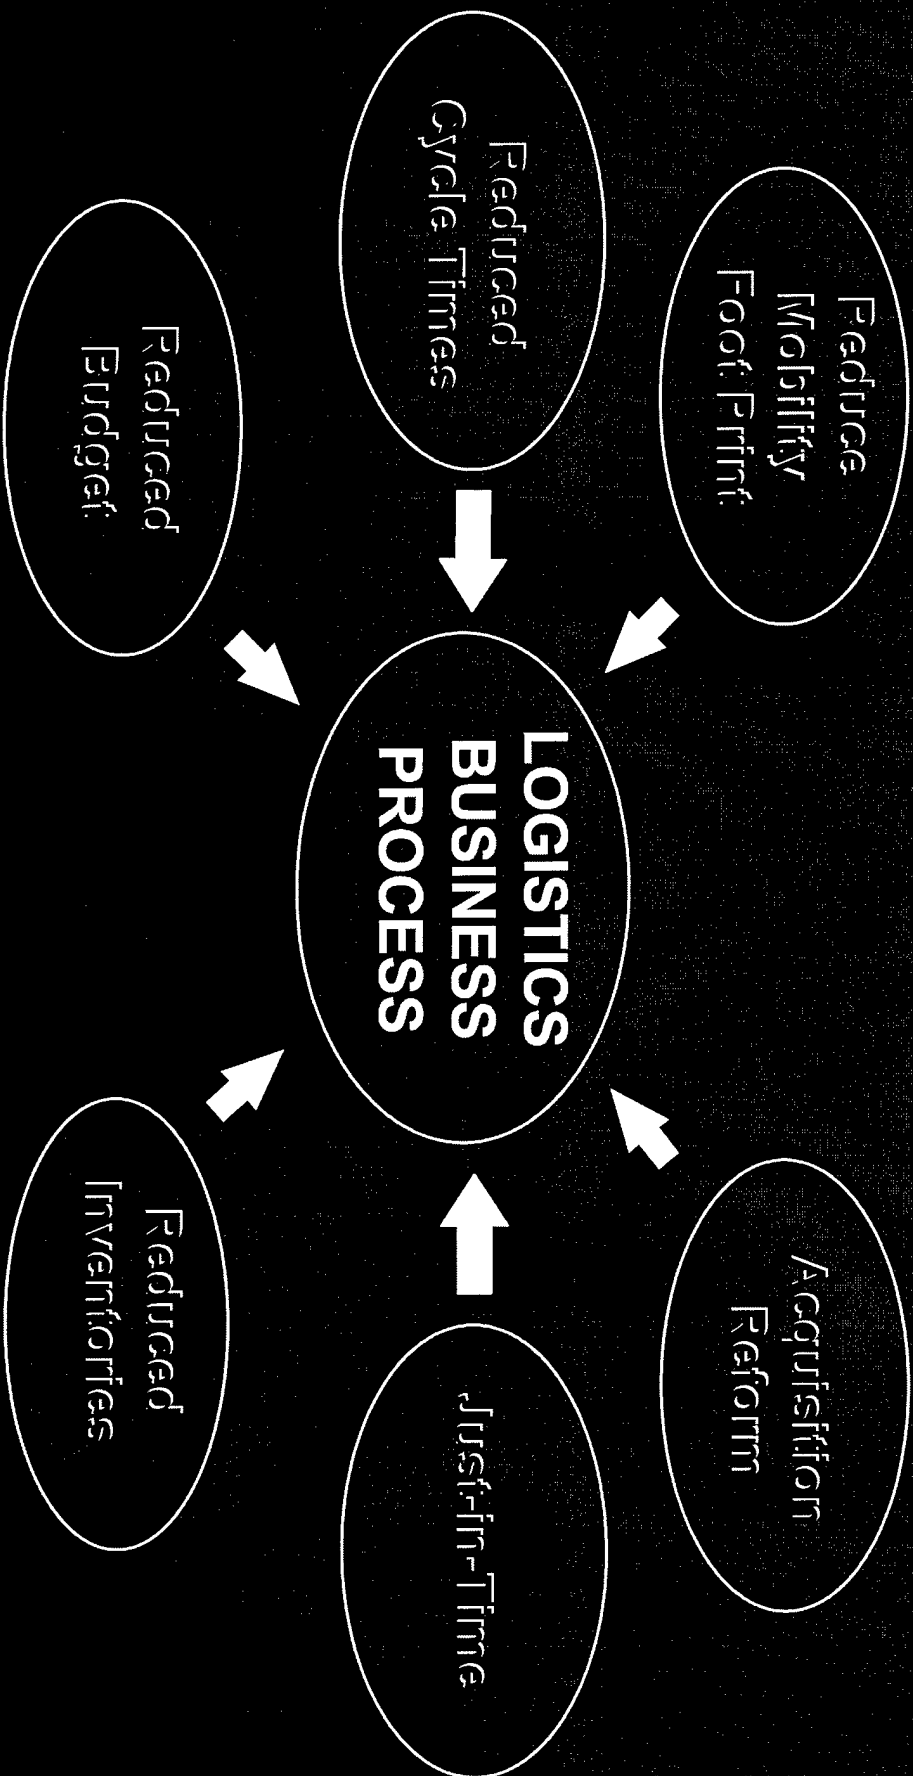 Reduce
Mobility
Foot Print
Acquisition
Reform
Reduced
Cycle Times
LOGISTICS
BUSINESS
PROCESS
Just-in-Time
Reduced
Budget
Reduced
Inventories